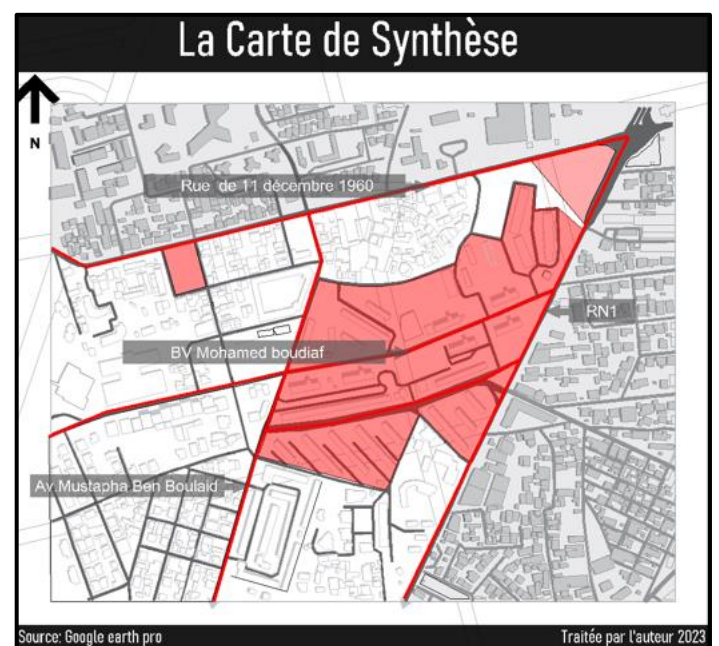 La Carte de Synthèse
N
Rue de 11 décembre 1960
RN1
BV Mohamed boudiaf
Av.Mustapha Ben Boulaid
Source: Google earth pro
Traitée par l'auteur 2023